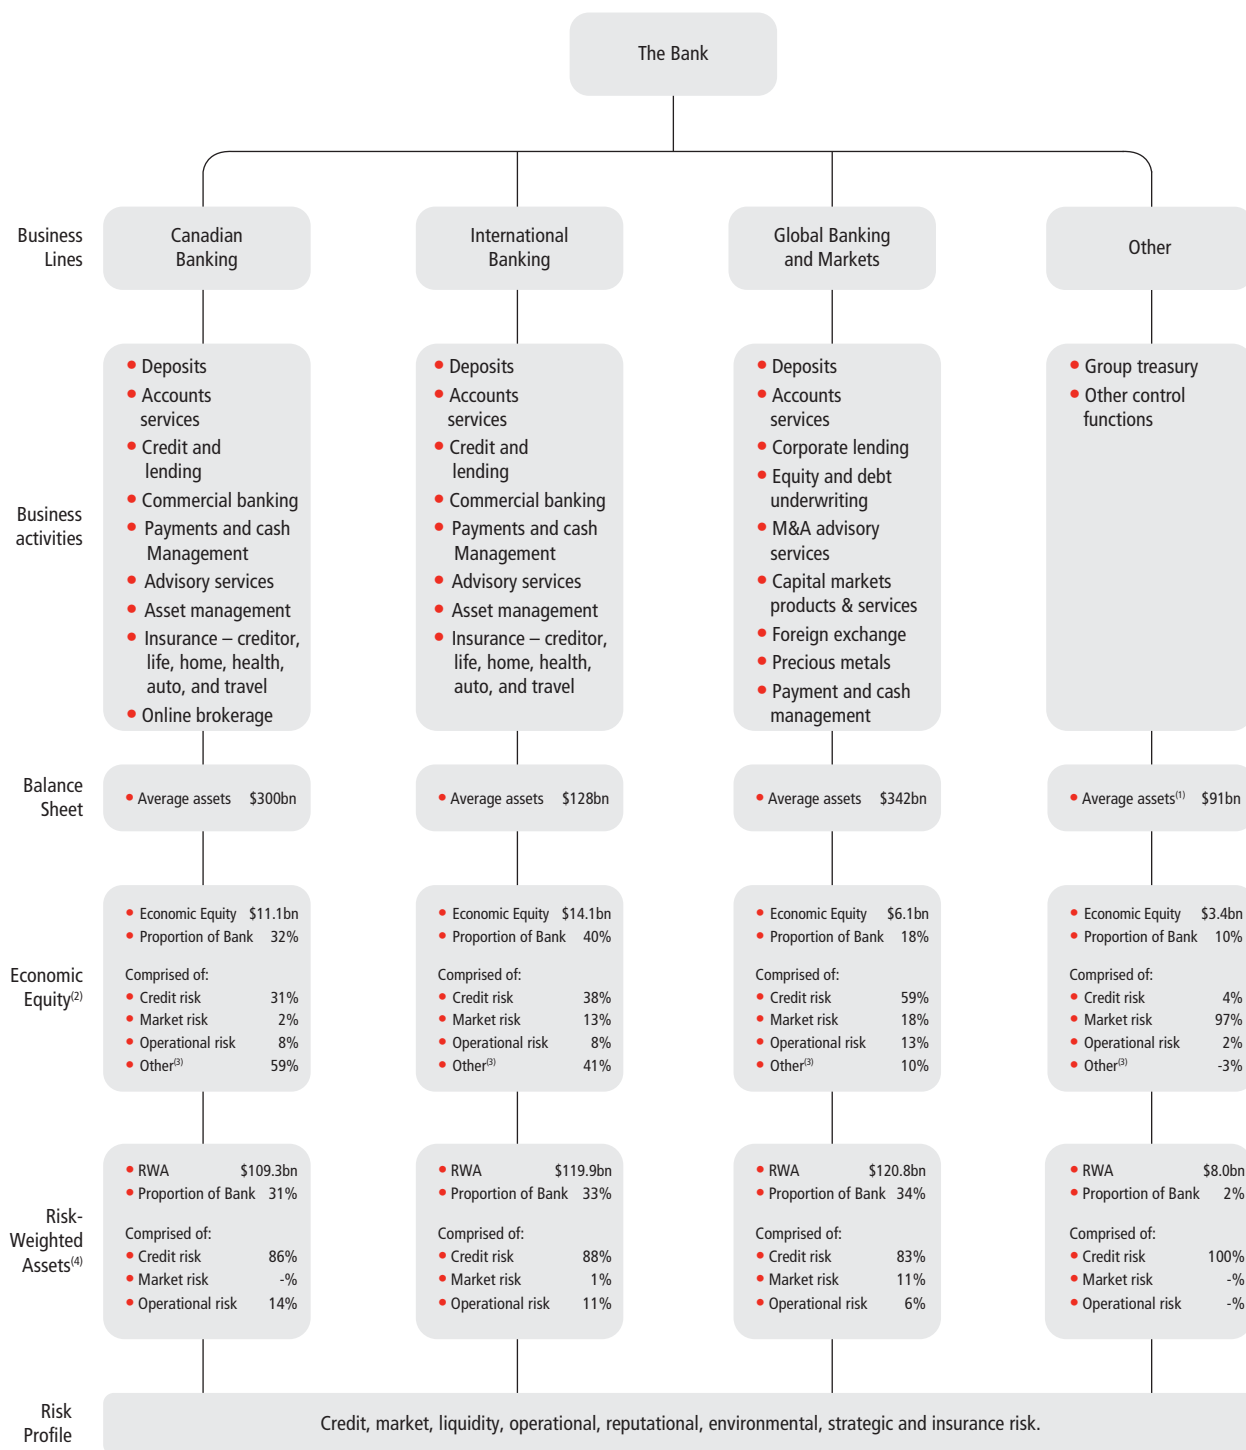 The Bank
Business
Lines
Canadian
Banking
International
Banking
Global Banking
and Markets
Other
Business
activities
• Deposits
• Accounts
services
• Credit and
lending
• Commercial banking
• Payments and cash
Management
• Advisory services
• Asset management
• Insurance – creditor,
life, home, health,
auto, and travel
• Online brokerage
• Deposits
• Accounts
services
• Credit and
lending
• Commercial banking
• Payments and cash
Management
• Advisory services
• Asset management
• Insurance – creditor,
life, home, health,
auto, and travel
• Deposits
• Accounts
services
• Corporate lending
• Equity and debt
underwriting
• M&A advisory
services
• Capital markets
products & services
• Foreign exchange
• Precious metals
• Payment and cash
management
• Group treasury
• Other control
functions
Balance
Sheet
• Average assets $300bn
• Average assets $128bn
• Average assets $342bn
• Average assets(1) $91bn
Economic
Equity(2)
• Economic Equity $11.1bn
• Proportion of Bank 32%
Comprised of:
• Credit risk 31%
• Market risk 2%
• Operational risk 8%
• Other(3) 59%
• Economic Equity $14.1bn
• Proportion of Bank 40%
Comprised of:
• Credit risk 38%
• Market risk 13%
• Operational risk 8%
• Other(3) 41%
• Economic Equity $6.1bn
• Proportion of Bank 18%
Comprised of:
• Credit risk 59%
• Market risk 18%
• Operational risk 13%
• Other(3) 10%
• Economic Equity $3.4bn
• Proportion of Bank 10%
Comprised of:
• Credit risk 4%
• Market risk 97%
• Operational risk 2%
• Other(3) -3%
Risk-
Weighted
Assets(4)
• RWA $109.3bn
• Proportion of Bank 31%
Comprised of:
• Credit risk 86%
• Market risk -%
• Operational risk 14%
• RWA $119.9bn
• Proportion of Bank 33%
Comprised of:
• Credit risk 88%
• Market risk 1%
• Operational risk 11%
• RWA $120.8bn
• Proportion of Bank 34%
Comprised of:
• Credit risk 83%
• Market risk 11%
• Operational risk 6%
• RWA $8.0bn
• Proportion of Bank 2%
Comprised of:
• Credit risk 100%
• Market risk -%
• Operational risk -%
Risk
Profile
Credit, market, liquidity, operational, reputational, environmental, strategic and insurance risk.